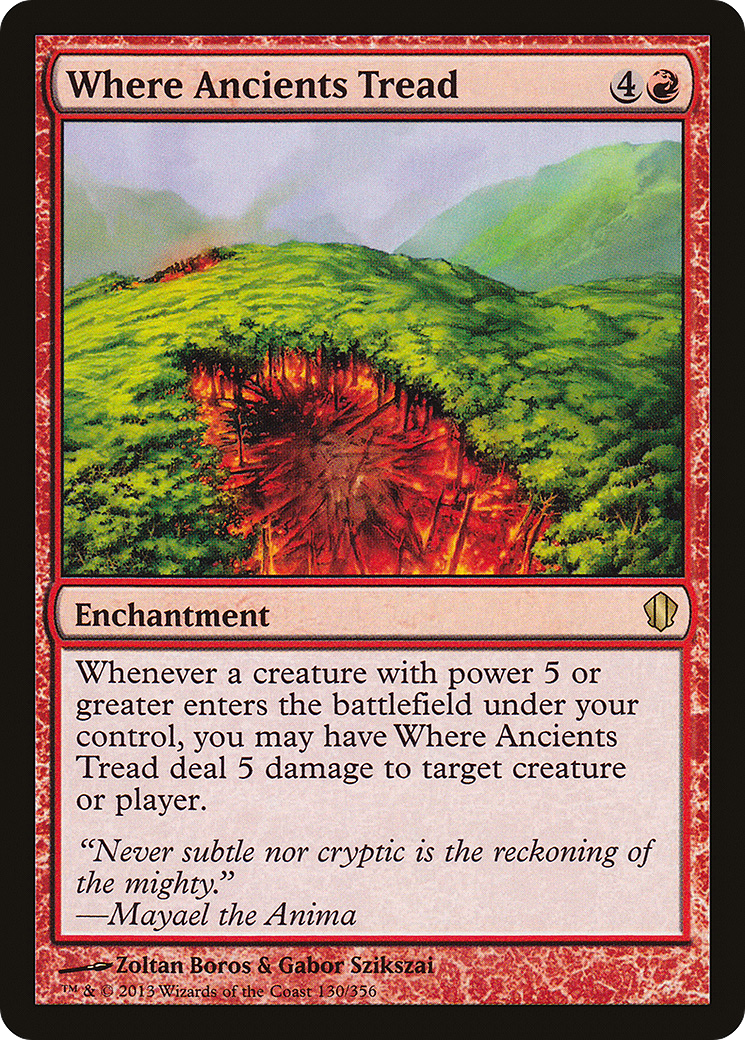 Where Ancients Tread 4
Enchantment
Whenever a creature with power 5 or
greater enters the battlefield under your
control, you may have Where Ancients
Tread deal 5 damage to target creature
or player.
“Never subtle nor cryptic is the reckoning of
the mighty.”
—Mayael the Anima
Zoltan Boros & Gabor Szikszai
™ & © 2013 Wizards of the Coast 130/356